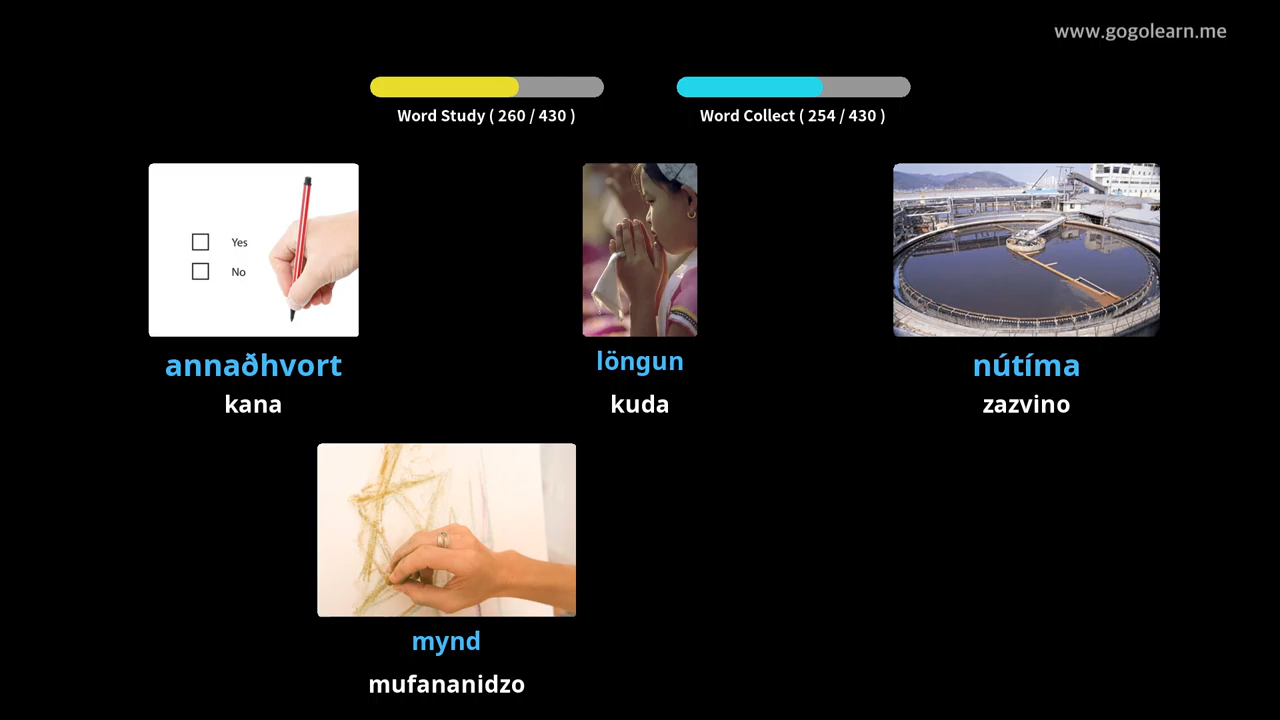 www.gogolearn.me
Word Study ( 260 / 430 )
Word Collect ( 254 / 430 )
Yes
No
annaðhvort
kana
löngun
kuda
nútíma
zazvino
mynd
mufananidzo